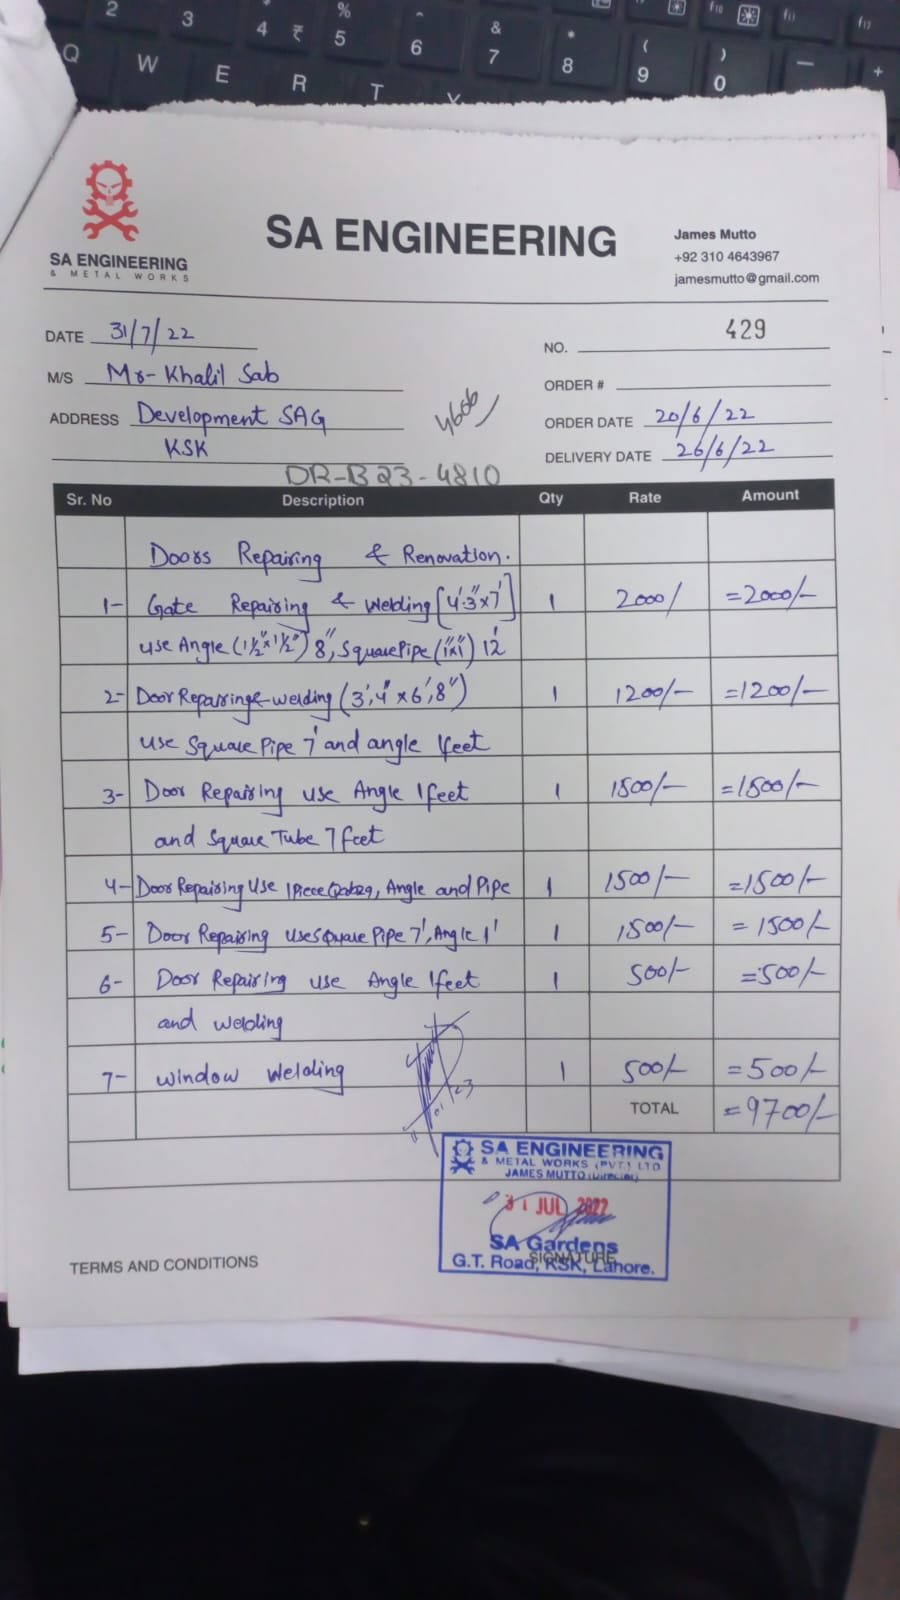 2 3 4 ₹ % 5 ^ 6 & 7 * 8 ( 9 ) 0 — +
f10 f11 f12
Q W E R T Y
SA ENGINEERING
& METAL WORKS
SA ENGINEERING
James Mutto
+92 310 4643967
jamesmutto@gmail.com
DATE 31/7/22
NO. 429
M/S Mr- Khalil Sab
ORDER #
ADDRESS Development SAG
ORDER DATE 20/6/22
KSK
DELIVERY DATE 26/6/22
DR-B23-4810
Sr. No Description Qty Rate Amount
Doors Repairing & Renovation.
1- Gate Repairing & Welding [4'3"x7'] 1 2000/ =2000/-
use Angle (1½"x1½") 8", Square Pipe (1"x1") 12'
2- Door Repairing & welding (3',4"x6',8") 1 1200/- =1200/-
use Square Pipe 7' and angle 1feet
3- Door Repairing use Angle 1feet 1 1500/- =1500/-
and Square Tube 7 feet
4- Door Repairing Use 1 Piece , Angle and Pipe 1 1500/- =1500/-
5- Door Repairing use Square Pipe 7', Angle 1' 1 1500/- =1500/-
6- Door Repairing use Angle 1feet 1 500/- =500/-
and welding
7- Window Welding 1 500/- =500/-
TOTAL =9700/-
SA ENGINEERING
& METAL WORKS (PVT.) LTD
JAMES MUTTO (Director)
31 JUL 2022
SA Gardens
SIGNATURE
G.T. Road, KSK, Lahore.
TERMS AND CONDITIONS